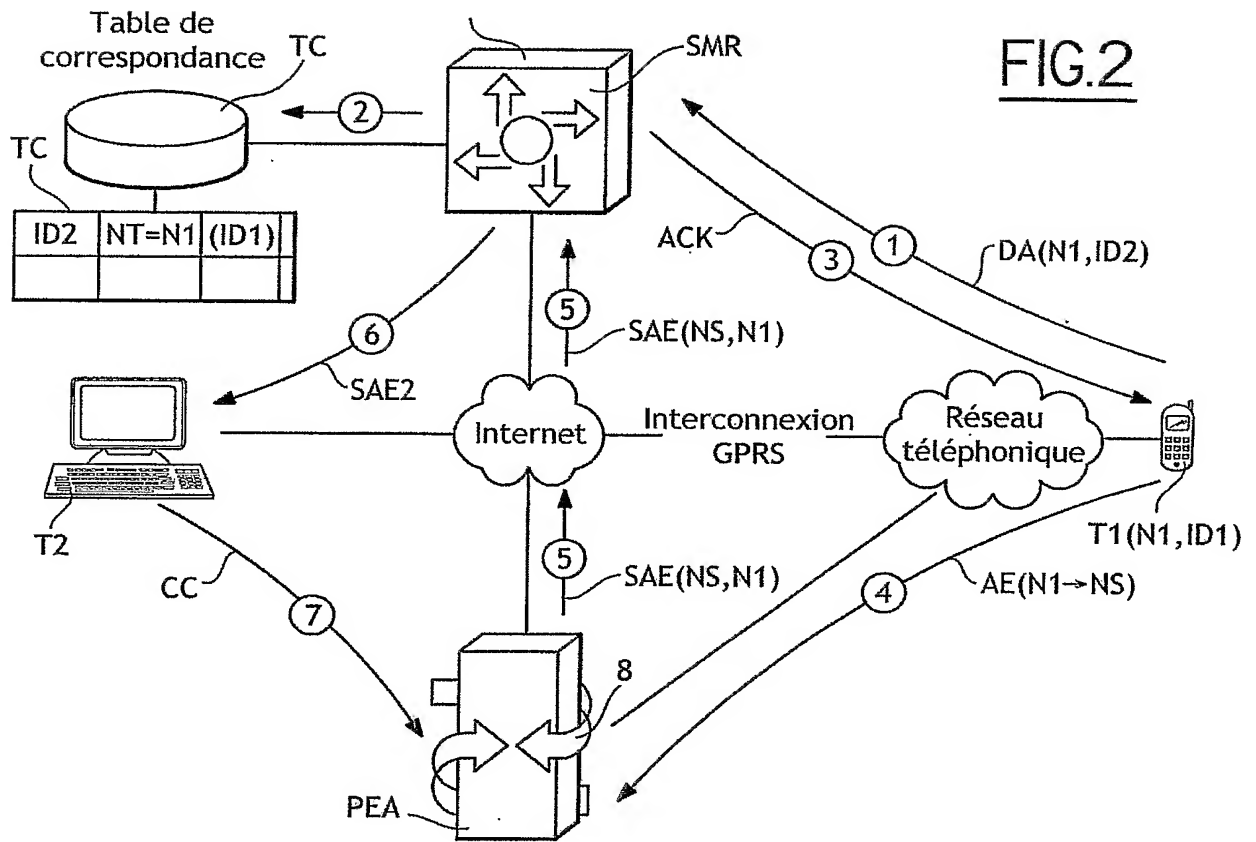 Table de
correspondance
TC
SMR
FIG.2
2
TC
ID2 NT=N1 (ID1)
ACK
3
1
DA(N1,ID2)
5
SAE(NS,N1)
6
SAE2
Internet
Interconnexion
GPRS
Réseau
téléphonique
T2
T1(N1,ID1)
CC
7
5
SAE(NS,N1)
4
AE(N1→NS)
8
PEA